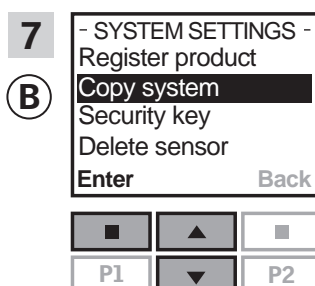 7
- SYSTEM SETTINGS -
Register product
B
Copy system
Security key
Delete sensor
Enter Back
P1 P2